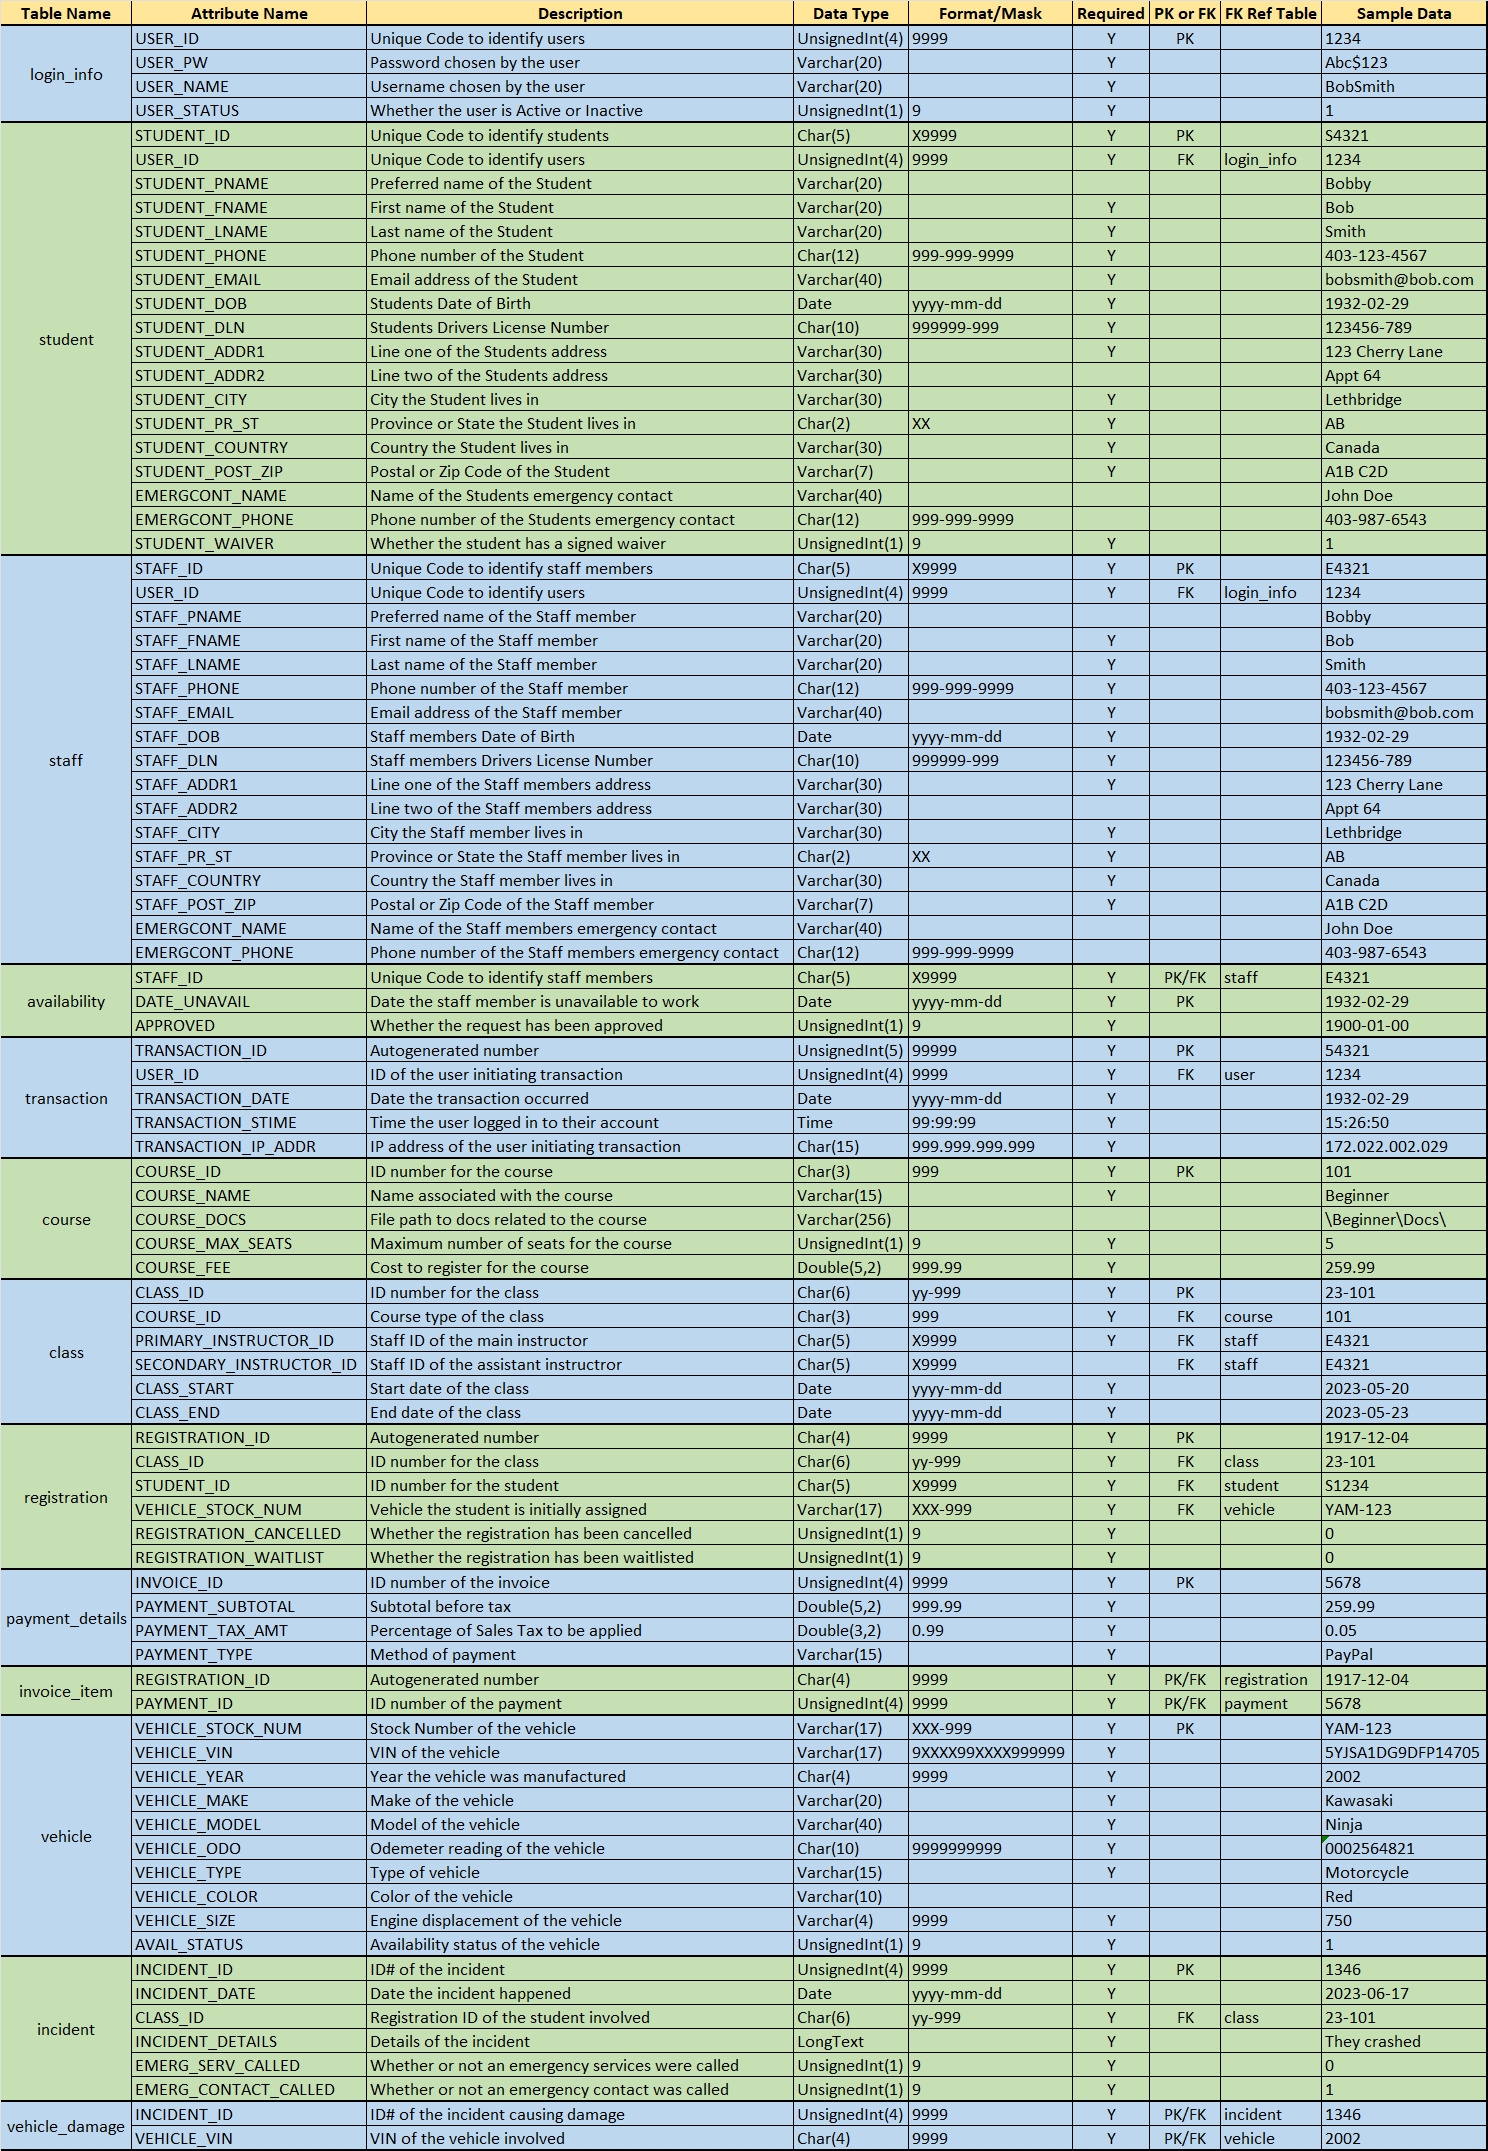 Table Name Attribute Name Description Data Type Format/Mask Required PK or FK FK Ref Table Sample Data
login_info
USER_ID Unique Code to identify users UnsignedInt(4) 9999 Y PK 1234
USER_PW Password chosen by the user Varchar(20) Y Abc$123
USER_NAME Username chosen by the user Varchar(20) Y BobSmith
USER_STATUS Whether the user is Active or Inactive UnsignedInt(1) 9 Y 1
student
STUDENT_ID Unique Code to identify students Char(5) X9999 Y PK S4321
USER_ID Unique Code to identify users UnsignedInt(4) 9999 Y FK login_info 1234
STUDENT_PNAME Preferred name of the Student Varchar(20) Bobby
STUDENT_FNAME First name of the Student Varchar(20) Y Bob
STUDENT_LNAME Last name of the Student Varchar(20) Y Smith
STUDENT_PHONE Phone number of the Student Char(12) 999-999-9999 Y 403-123-4567
STUDENT_EMAIL Email address of the Student Varchar(40) Y bobsmith@bob.com
STUDENT_DOB Students Date of Birth Date yyyy-mm-dd Y 1932-02-29
STUDENT_DLN Students Drivers License Number Char(10) 999999-999 Y 123456-789
STUDENT_ADDR1 Line one of the Students address Varchar(30) Y 123 Cherry Lane
STUDENT_ADDR2 Line two of the Students address Varchar(30) Appt 64
STUDENT_CITY City the Student lives in Varchar(30) Y Lethbridge
STUDENT_PR_ST Province or State the Student lives in Char(2) XX Y AB
STUDENT_COUNTRY Country the Student lives in Varchar(30) Y Canada
STUDENT_POST_ZIP Postal or Zip Code of the Student Varchar(7) Y A1B C2D
EMERGCONT_NAME Name of the Students emergency contact Varchar(40) John Doe
EMERGCONT_PHONE Phone number of the Students emergency contact Char(12) 999-999-9999 403-987-6543
STUDENT_WAIVER Whether the student has a signed waiver UnsignedInt(1) 9 Y 1
staff
STAFF_ID Unique Code to identify staff members Char(5) X9999 Y PK E4321
USER_ID Unique Code to identify users UnsignedInt(4) 9999 Y FK login_info 1234
STAFF_PNAME Preferred name of the Staff member Varchar(20) Bobby
STAFF_FNAME First name of the Staff member Varchar(20) Y Bob
STAFF_LNAME Last name of the Staff member Varchar(20) Y Smith
STAFF_PHONE Phone number of the Staff member Char(12) 999-999-9999 Y 403-123-4567
STAFF_EMAIL Email address of the Staff member Varchar(40) Y bobsmith@bob.com
STAFF_DOB Staff members Date of Birth Date yyyy-mm-dd Y 1932-02-29
STAFF_DLN Staff members Drivers License Number Char(10) 999999-999 Y 123456-789
STAFF_ADDR1 Line one of the Staff members address Varchar(30) Y 123 Cherry Lane
STAFF_ADDR2 Line two of the Staff members address Varchar(30) Appt 64
STAFF_CITY City the Staff member lives in Varchar(30) Y Lethbridge
STAFF_PR_ST Province or State the Staff member lives in Char(2) XX Y AB
STAFF_COUNTRY Country the Staff member lives in Varchar(30) Y Canada
STAFF_POST_ZIP Postal or Zip Code of the Staff member Varchar(7) Y A1B C2D
EMERGCONT_NAME Name of the Staff members emergency contact Varchar(40) John Doe
EMERGCONT_PHONE Phone number of the Staff members emergency contact Char(12) 999-999-9999 403-987-6543
availability
STAFF_ID Unique Code to identify staff members Char(5) X9999 Y PK/FK staff E4321
DATE_UNAVAIL Date the staff member is unavailable to work Date yyyy-mm-dd Y PK 1932-02-29
APPROVED Whether the request has been approved UnsignedInt(1) 9 Y 1900-01-00
transaction
TRANSACTION_ID Autogenerated number UnsignedInt(5) 99999 Y PK 54321
USER_ID ID of the user initiating transaction UnsignedInt(4) 9999 Y FK user 1234
TRANSACTION_DATE Date the transaction occurred Date yyyy-mm-dd Y 1932-02-29
TRANSACTION_STIME Time the user logged in to their account Time 99:99:99 Y 15:26:50
TRANSACTION_IP_ADDR IP address of the user initiating transaction Char(15) 999.999.999.999 Y 172.022.002.029
course
COURSE_ID ID number for the course Char(3) 999 Y PK 101
COURSE_NAME Name associated with the course Varchar(15) Y Beginner
COURSE_DOCS File path to docs related to the course Varchar(256) \Beginner\Docs\
COURSE_MAX_SEATS Maximum number of seats for the course UnsignedInt(1) 9 Y 5
COURSE_FEE Cost to register for the course Double(5,2) 999.99 Y 259.99
class
CLASS_ID ID number for the class Char(6) yy-999 Y PK 23-101
COURSE_ID Course type of the class Char(3) 999 Y FK course 101
PRIMARY_INSTRUCTOR_ID Staff ID of the main instructor Char(5) X9999 Y FK staff E4321
SECONDARY_INSTRUCTOR_ID Staff ID of the assistant instructror Char(5) X9999 FK staff E4321
CLASS_START Start date of the class Date yyyy-mm-dd Y 2023-05-20
CLASS_END End date of the class Date yyyy-mm-dd Y 2023-05-23
registration
REGISTRATION_ID Autogenerated number Char(4) 9999 Y PK 1917-12-04
CLASS_ID ID number for the class Char(6) yy-999 Y FK class 23-101
STUDENT_ID ID number for the student Char(5) X9999 Y FK student S1234
VEHICLE_STOCK_NUM Vehicle the student is initially assigned Varchar(17) XXX-999 Y FK vehicle YAM-123
REGISTRATION_CANCELLED Whether the registration has been cancelled UnsignedInt(1) 9 Y 0
REGISTRATION_WAITLIST Whether the registration has been waitlisted UnsignedInt(1) 9 Y 0
payment_details
INVOICE_ID ID number of the invoice UnsignedInt(4) 9999 Y PK 5678
PAYMENT_SUBTOTAL Subtotal before tax Double(5,2) 999.99 Y 259.99
PAYMENT_TAX_AMT Percentage of Sales Tax to be applied Double(3,2) 0.99 Y 0.05
PAYMENT_TYPE Method of payment Varchar(15) Y PayPal
invoice_item
REGISTRATION_ID Autogenerated number Char(4) 9999 Y PK/FK registration 1917-12-04
PAYMENT_ID ID number of the payment UnsignedInt(4) 9999 Y PK/FK payment 5678
vehicle
VEHICLE_STOCK_NUM Stock Number of the vehicle Varchar(17) XXX-999 Y PK YAM-123
VEHICLE_VIN VIN of the vehicle Varchar(17) 9XXXX99XXXX999999 Y 5YJSA1DG9DFP14705
VEHICLE_YEAR Year the vehicle was manufactured Char(4) 9999 Y 2002
VEHICLE_MAKE Make of the vehicle Varchar(20) Y Kawasaki
VEHICLE_MODEL Model of the vehicle Varchar(40) Y Ninja
VEHICLE_ODO Odemeter reading of the vehicle Char(10) 9999999999 Y 0002564821
VEHICLE_TYPE Type of vehicle Varchar(15) Y Motorcycle
VEHICLE_COLOR Color of the vehicle Varchar(10) Red
VEHICLE_SIZE Engine displacement of the vehicle Varchar(4) 9999 Y 750
AVAIL_STATUS Availability status of the vehicle UnsignedInt(1) 9 Y 1
incident
INCIDENT_ID ID# of the incident UnsignedInt(4) 9999 Y PK 1346
INCIDENT_DATE Date the incident happened Date yyyy-mm-dd Y 2023-06-17
CLASS_ID Registration ID of the student involved Char(6) yy-999 Y FK class 23-101
INCIDENT_DETAILS Details of the incident LongText Y They crashed
EMERG_SERV_CALLED Whether or not an emergency services were called UnsignedInt(1) 9 Y 0
EMERG_CONTACT_CALLED Whether or not an emergency contact was called UnsignedInt(1) 9 Y 1
vehicle_damage
INCIDENT_ID ID# of the incident causing damage UnsignedInt(4) 9999 Y PK/FK incident 1346
VEHICLE_VIN VIN of the vehicle involved Char(4) 9999 Y PK/FK vehicle 2002